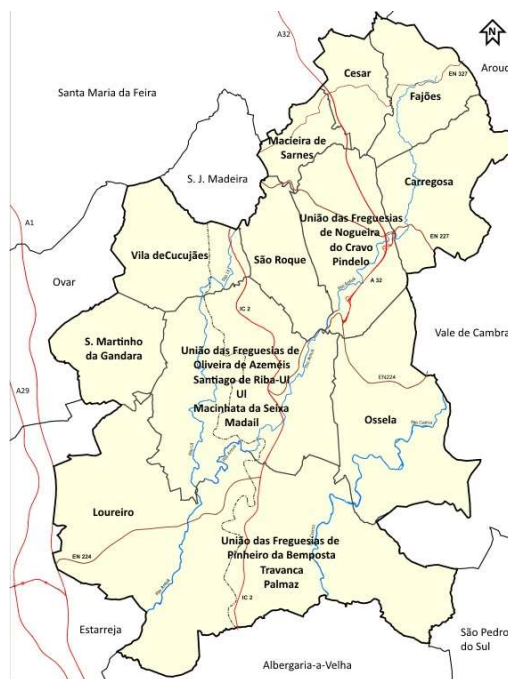 A32
N
Arouc
EN 327
Cesar
Fajões
Santa Maria da Feira
Macieira de
Sarnes
S. J. Madeira
Carregosa
União das Freguesias
de Nogueira
do Cravo
Pindelo
A1
EN 227
Vila deCucujães
São Roque
Ovar
A 32
IC 2
Vale de Cambra
S. Martinho
da Gandara
União das Freguesias de
Oliveira de Azeméis
Santiago de Riba-Ul
Ul
Macinhata da Seixa
Madail
EN224
A29
Ossela
Rio Caima
Loureiro
União das Freguesias de
Pinheiro da Bemposta
Travanca
Palmaz
EN 224
Rio Antuã
IC 2
Estarreja
São Pedro
do Sul
Albergaria-a-Velha